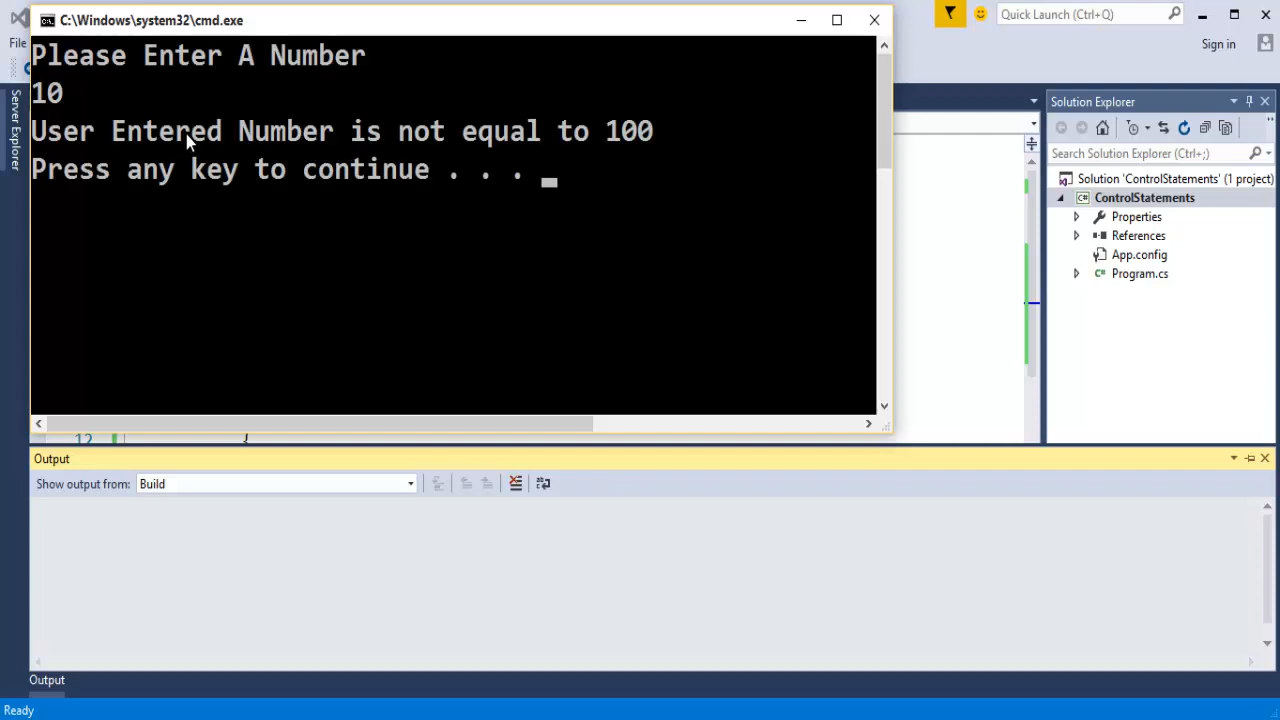 C:\Windows\system32\cmd.exe
Quick Launch (Ctrl+Q)
Please Enter A Number
10
User Entered Number is not equal to 100
Press any key to continue . . .
File
Sign in
Server Explorer
Solution Explorer
Search Solution Explorer (Ctrl+;)
Solution 'ControlStatements' (1 project)
C# ControlStatements
Properties
References
App.config
C# Program.cs
12 }
Output
Show output from: Build
Output
Ready